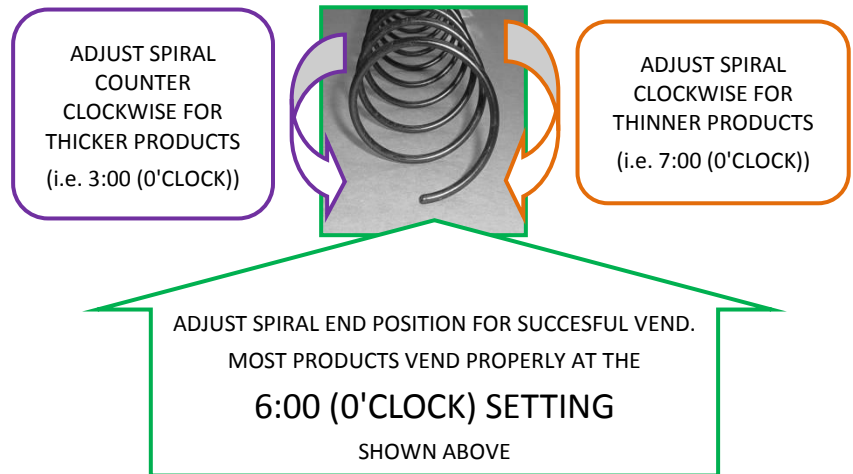 ADJUST SPIRAL
COUNTER
CLOCKWISE FOR
THICKER PRODUCTS
(i.e. 3:00 (0'CLOCK))
ADJUST SPIRAL
CLOCKWISE FOR
THINNER PRODUCTS
(i.e. 7:00 (0'CLOCK))
ADJUST SPIRAL END POSITION FOR SUCCESFUL VEND.
MOST PRODUCTS VEND PROPERLY AT THE
6:00 (0'CLOCK) SETTING
SHOWN ABOVE